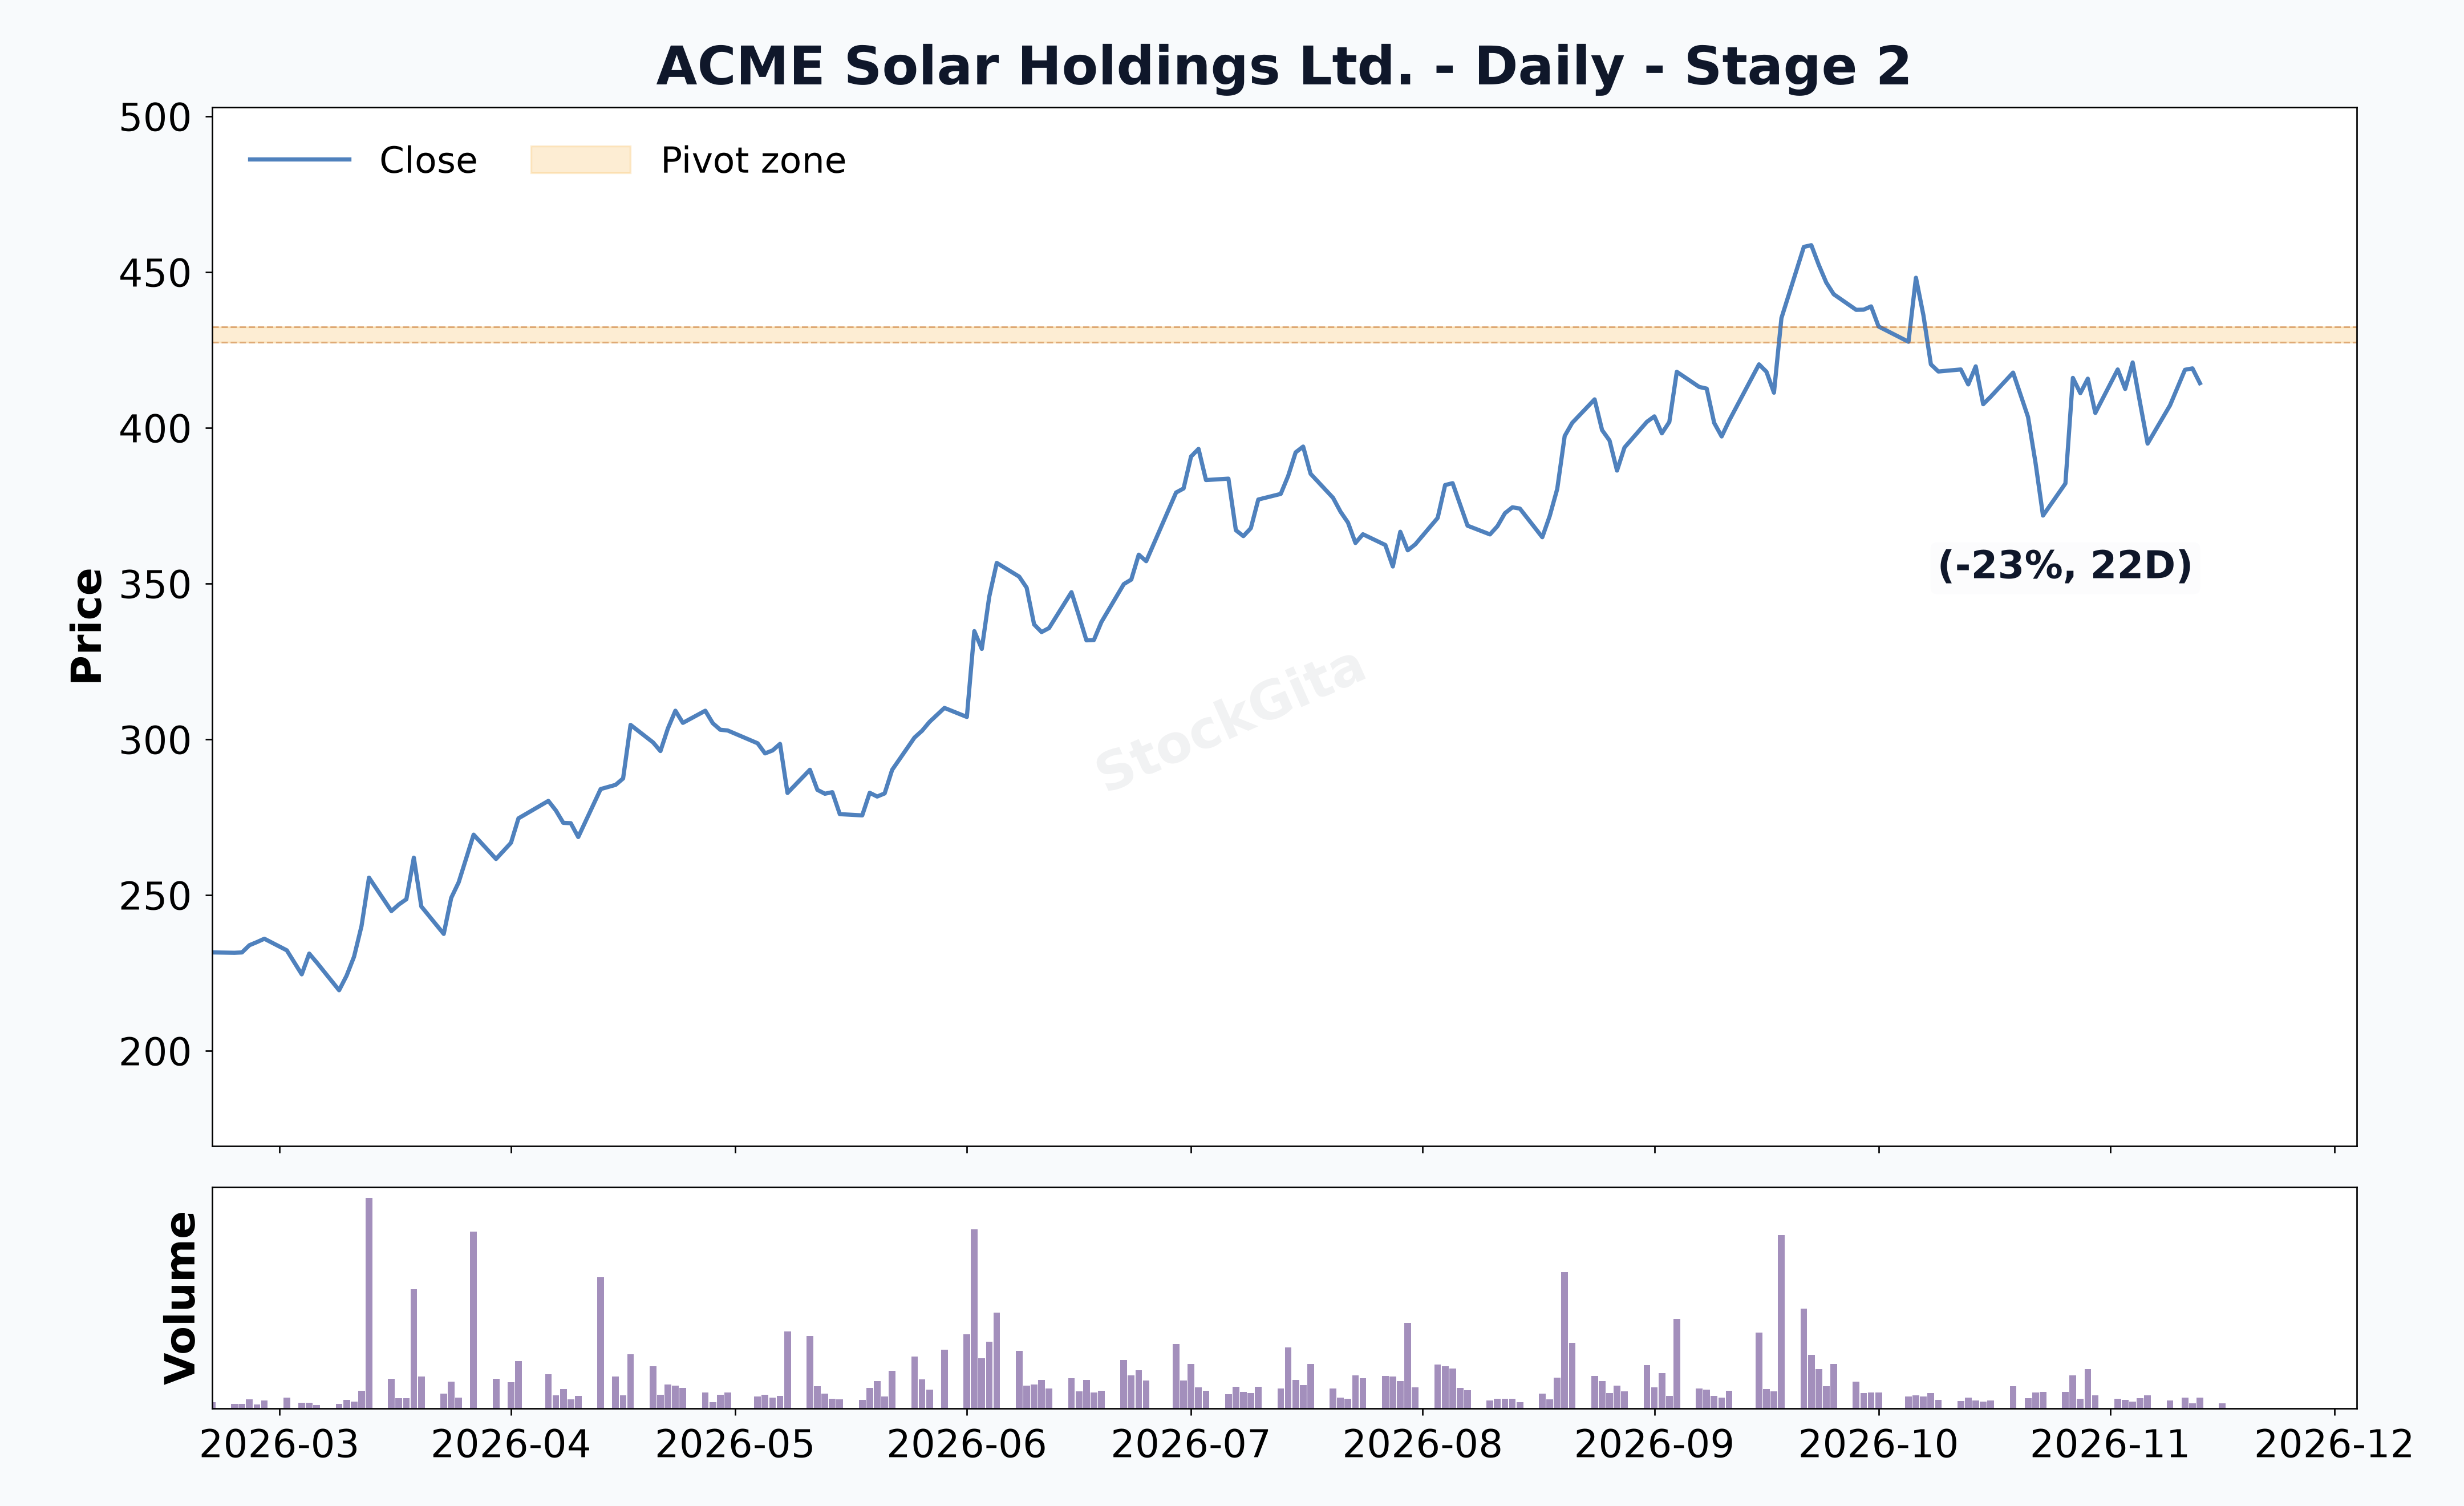 ACME Solar Holdings Ltd. - Daily - Stage 2
Close
Pivot zone
500
450
400
350
300
250
200
Price
(-23%, 22D)
StockGita
Volume
2026-03
2026-04
2026-05
2026-06
2026-07
2026-08
2026-09
2026-10
2026-11
2026-12